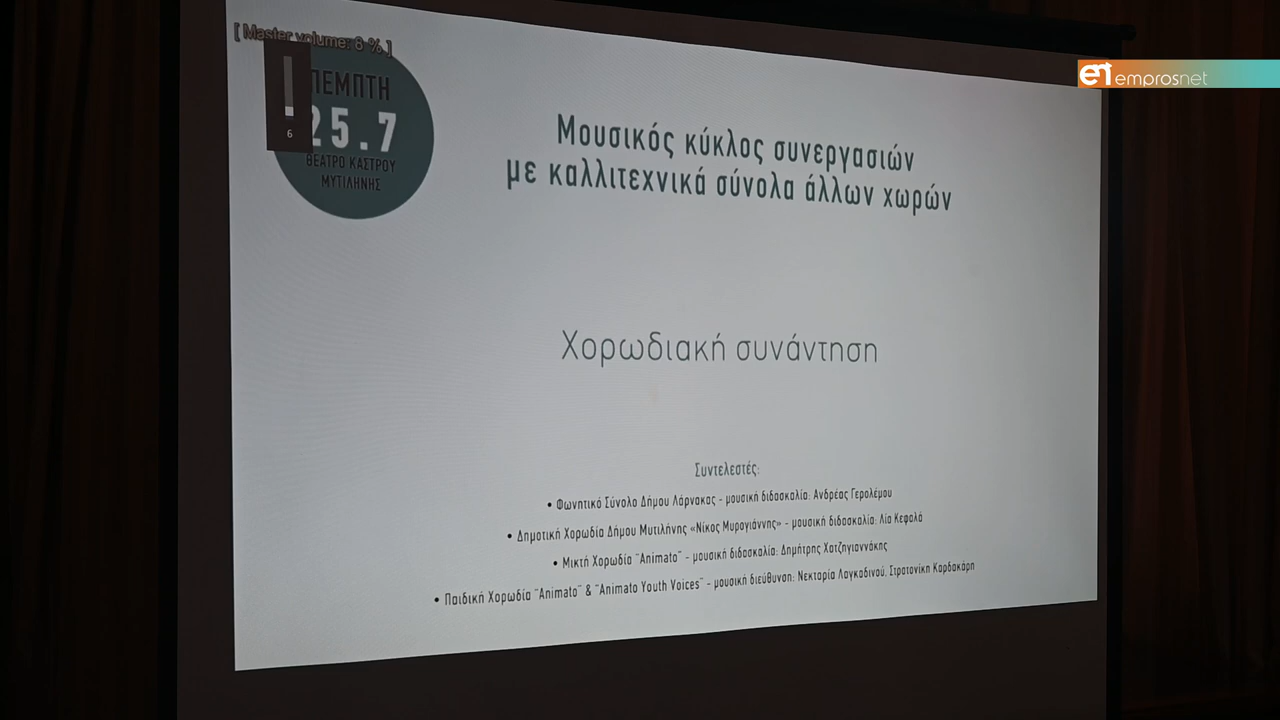 [ Master volume: 8 % ]
6
ΠΕΜΠΤΗ
25.7
ΘΕΑΤΡΟ ΚΑΣΤΡΟΥ
ΜΥΤΙΛΗΝΗΣ
en emprosnet
Μουσικός κύκλος συνεργασιών
με καλλιτεχνικά σύνολα άλλων χωρών
Χορωδιακή συνάντηση
Συντελεστές:
• Φωνητικό Σύνολο Δήμου Λάρνακας - μουσική διδασκαλία: Ανδρέας Γερολέμου
• Δημοτική Χορωδία Δήμου Μυτιλήνης «Νίκος Μυρογιάννης» - μουσική διδασκαλία: Λία Κεφαλά
• Μικτή Χορωδία "Animato" - μουσική διδασκαλία: Δημήτρης Χατζηγιαννάκης
• Παιδική Χορωδία "Animato" & "Animato Youth Voices" - μουσική διεύθυνση: Νεκταρία Λαγκαδινού, Στρατονίκη Καρδακάρη